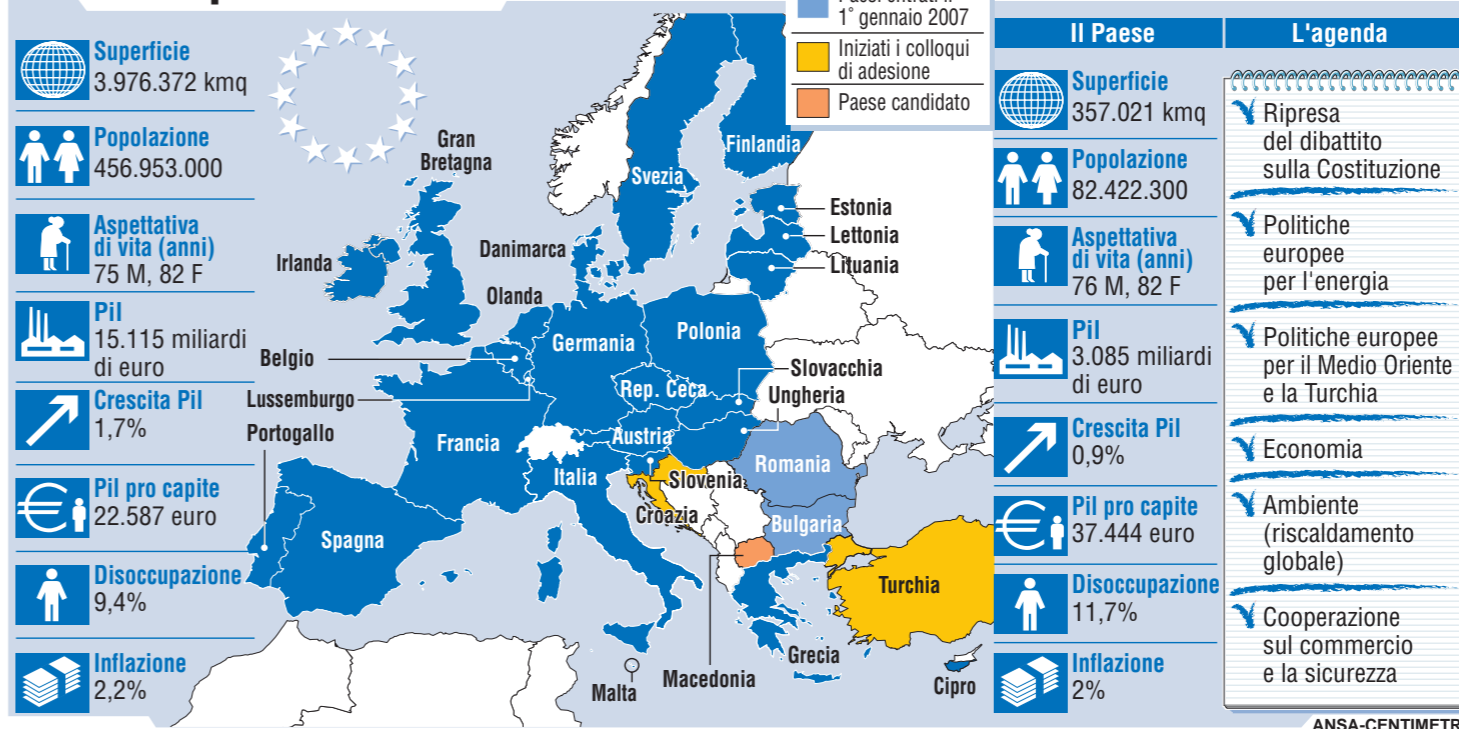 Superficie
3.976.372 kmq
Popolazione
456.953.000
Aspettativa
di vita (anni)
75 M, 82 F
Pil
15.115 miliardi
di euro
Crescita Pil
1,7%
Pil pro capite
22.587 euro
Disoccupazione
9,4%
Inflazione
2,2%
1° gennaio 2007
Iniziati i colloqui
di adesione
Paese candidato
Gran
Bretagna
Irlanda
Danimarca
Olanda
Belgio
Lussemburgo
Portogallo
Svezia
Finlandia
Estonia
Lettonia
Lituania
Germania
Polonia
Rep. Ceca
Slovacchia
Ungheria
Francia
Austria
Italia
Slovenia
Croazia
Romania
Bulgaria
Spagna
Turchia
Grecia
Malta
Macedonia
Cipro
Il Paese
Superficie
357.021 kmq
Popolazione
82.422.300
Aspettativa
di vita (anni)
76 M, 82 F
Pil
3.085 miliardi
di euro
Crescita Pil
0,9%
Pil pro capite
37.444 euro
Disoccupazione
11,7%
Inflazione
2%
L'agenda
Ripresa
del dibattito
sulla Costituzione
Politiche
europee
per l'energia
Politiche europee
per il Medio Oriente
e la Turchia
Economia
Ambiente
(riscaldamento
globale)
Cooperazione
sul commercio
e la sicurezza
ANSA-CENTIMETR